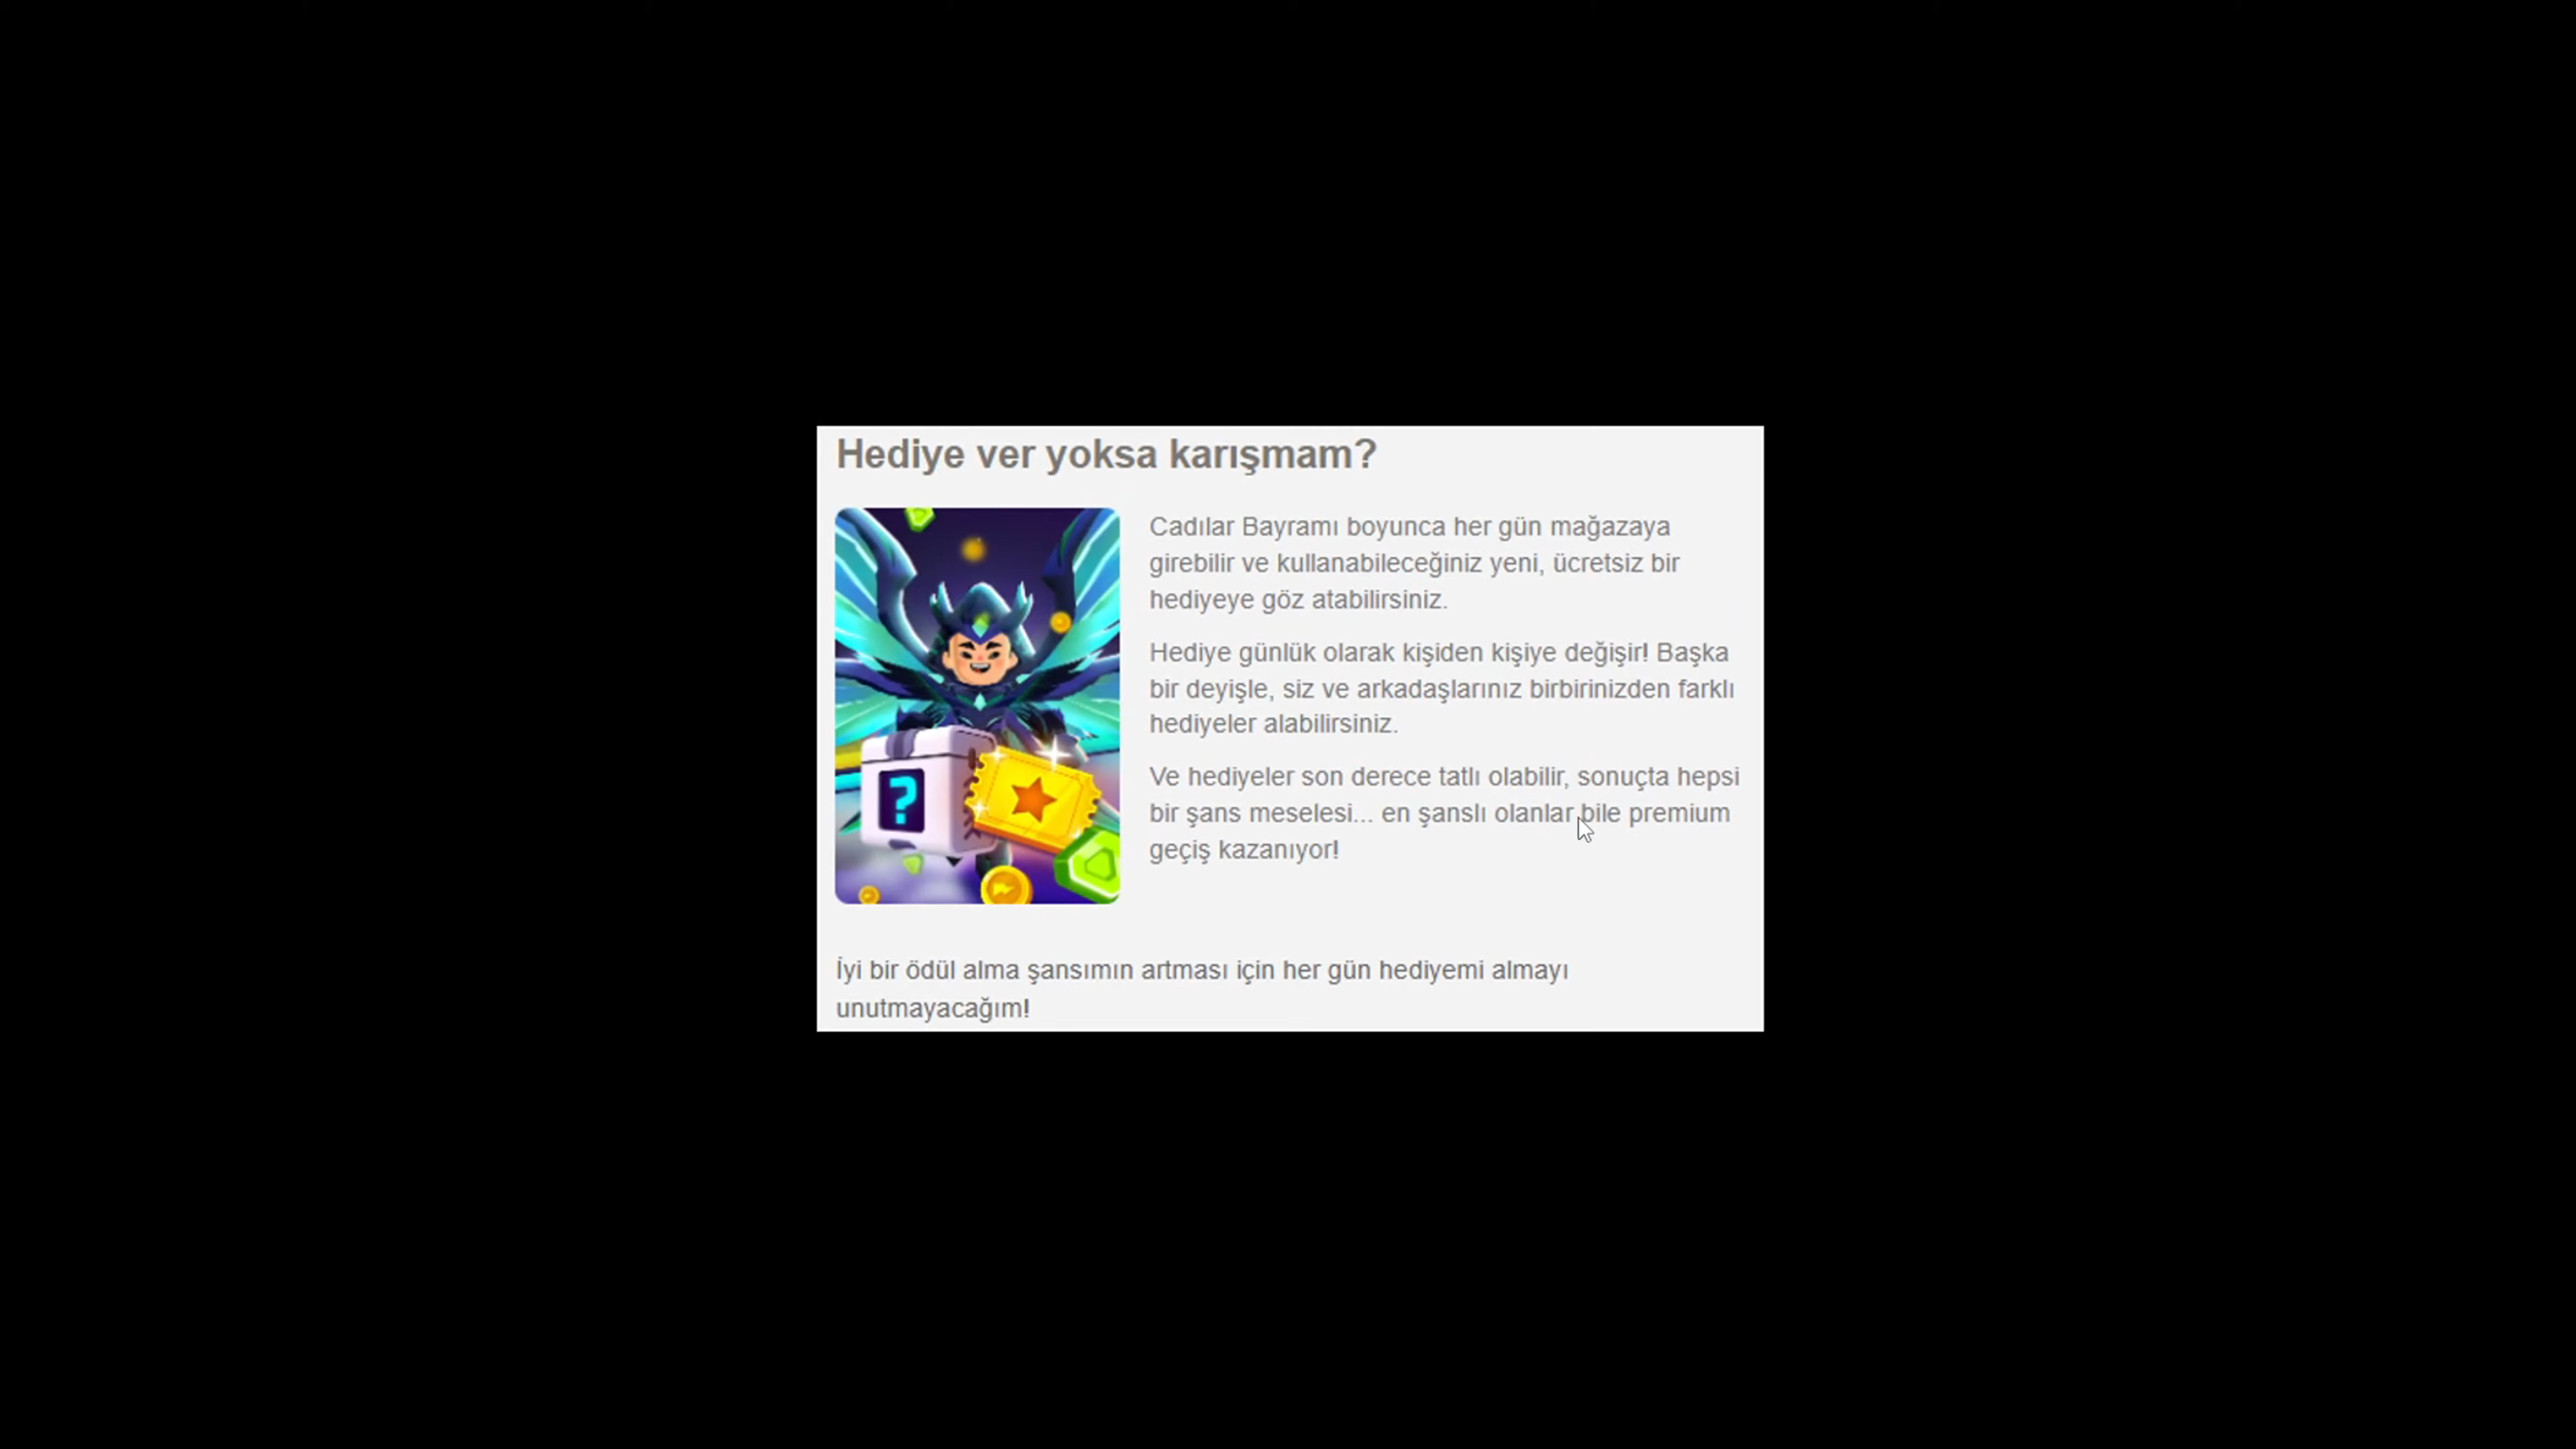 Hediye ver yoksa karışmam?
Cadılar Bayramı boyunca her gün mağazaya
girebilir ve kullanabileceğiniz yeni, ücretsiz bir
hediyeye göz atabilirsiniz.
Hediye günlük olarak kişiden kişiye değişir! Başka
bir deyişle, siz ve arkadaşlarınız birbirinizden farklı
hediyeler alabilirsiniz.
Ve hediyeler son derece tatlı olabilir, sonuçta hepsi
bir şans meselesi... en şanslı olanlar bile premium
geçiş kazanıyor!
?
İyi bir ödül alma şansımın artması için her gün hediyemi almayı
unutmayacağım!